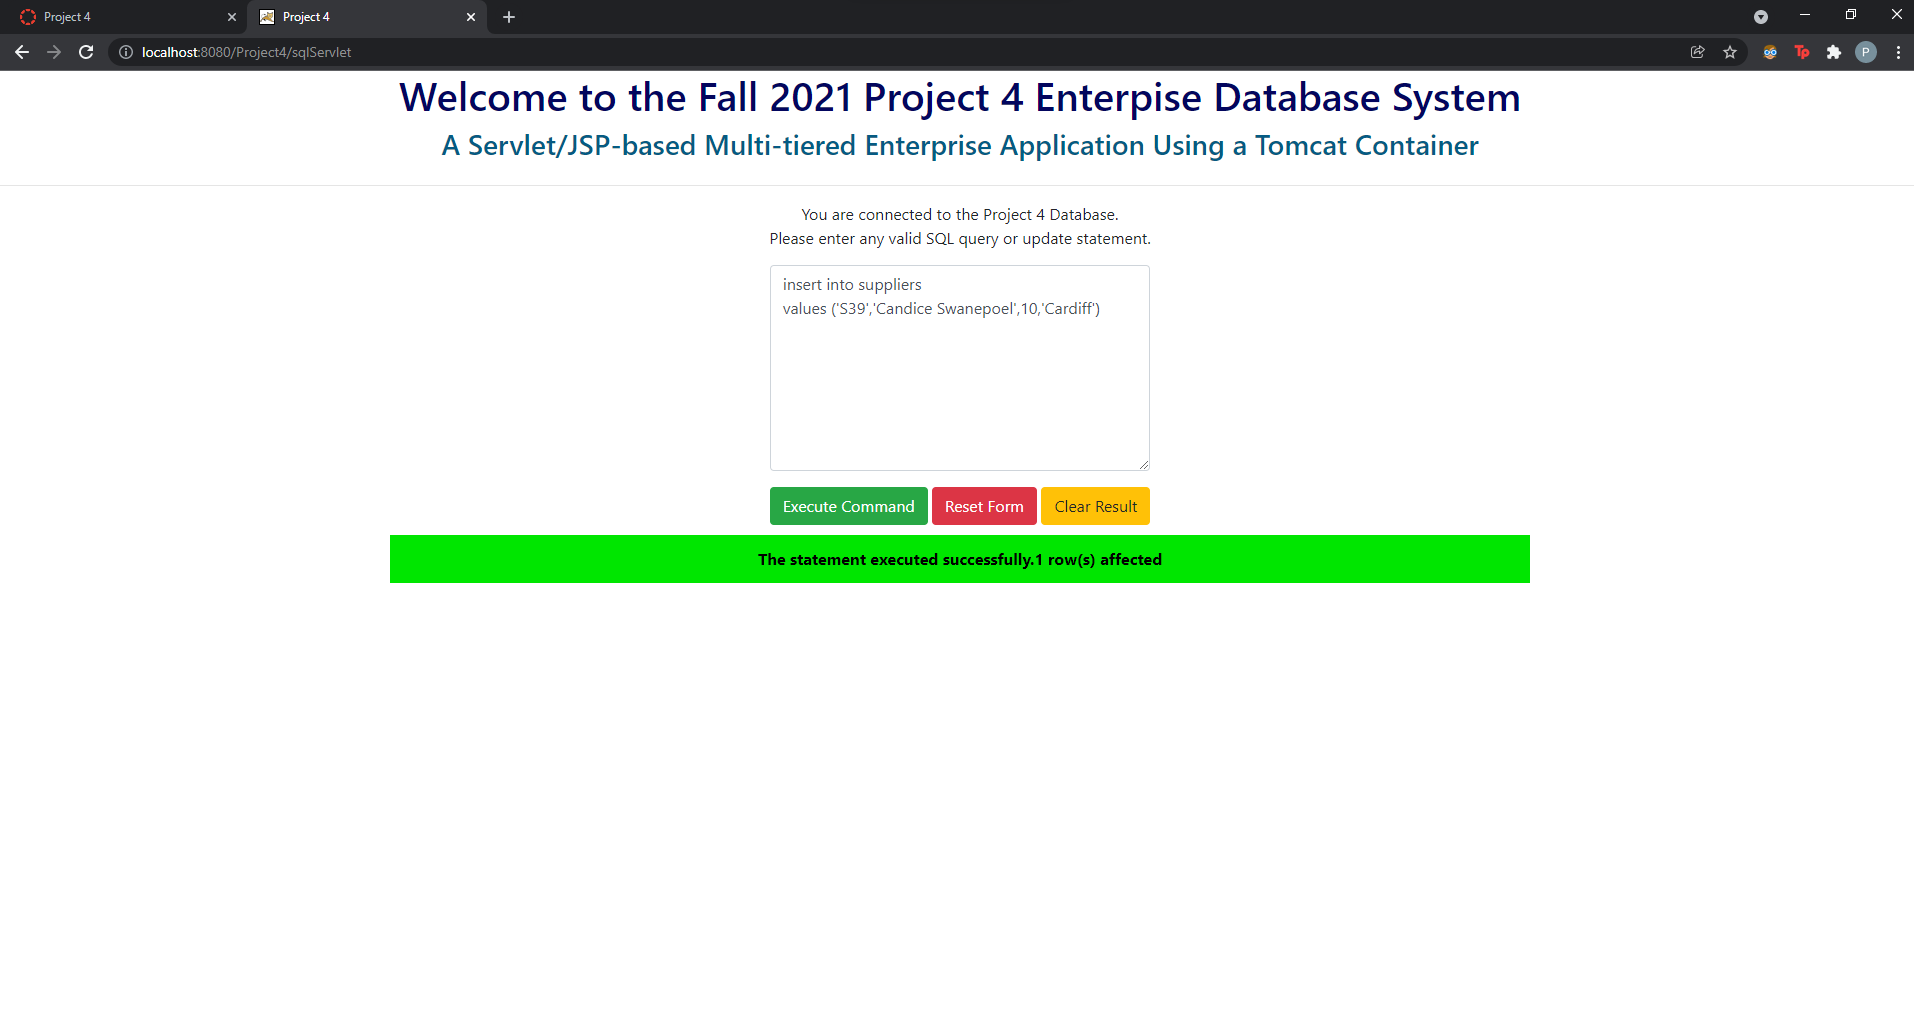 Project 4
Project 4
localhost:8080/Project4/sqlServlet
Tp
P
Welcome to the Fall 2021 Project 4 Enterpise Database System
A Servlet/JSP-based Multi-tiered Enterprise Application Using a Tomcat Container
You are connected to the Project 4 Database.
Please enter any valid SQL query or update statement.
insert into suppliers
values ('S39','Candice Swanepoel',10,'Cardiff')
Execute Command Reset Form Clear Result
The statement executed successfully.1 row(s) affected